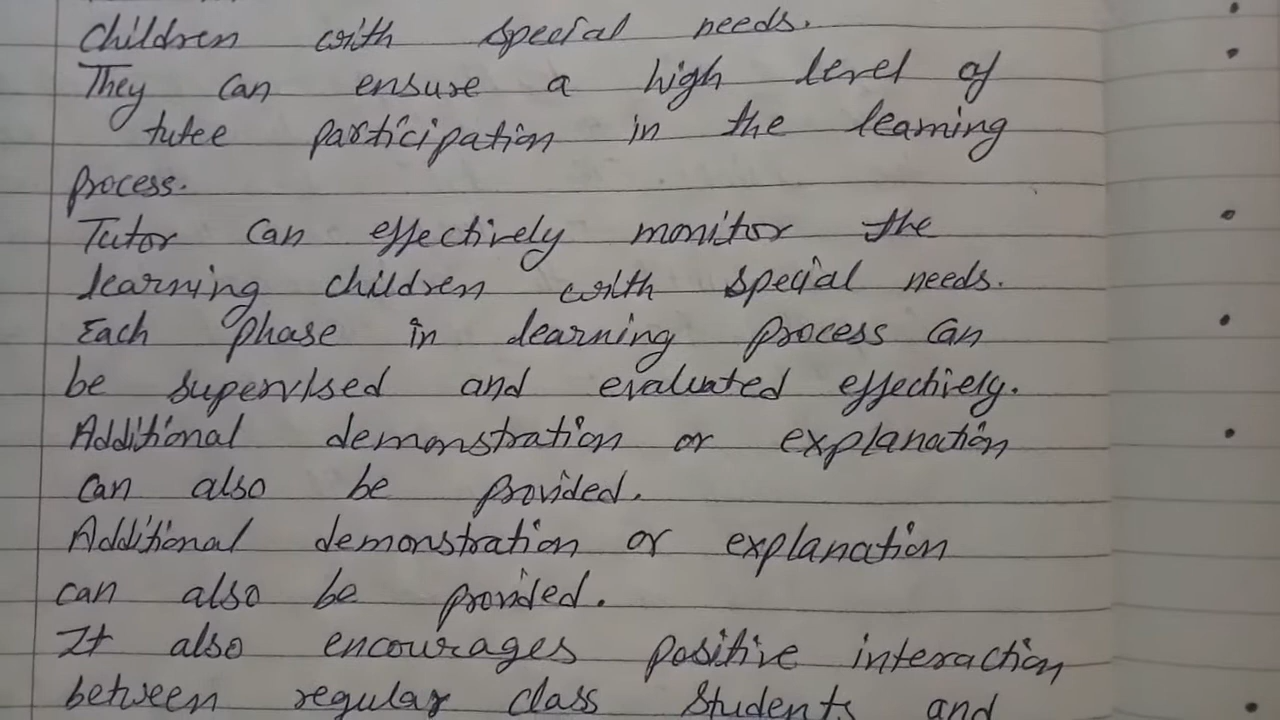 children with special needs.
They can ensure a high level of
tutee participation in the learning
process.
Tutor can effectively monitor the
learning children with special needs.
Each phase in learning process can
be supervised and evaluated effectively.
Additional demonstration or explanation
can also be provided.
Additional demonstration or explanation
can also be provided.
It also encourages positive interaction
between regular class students and